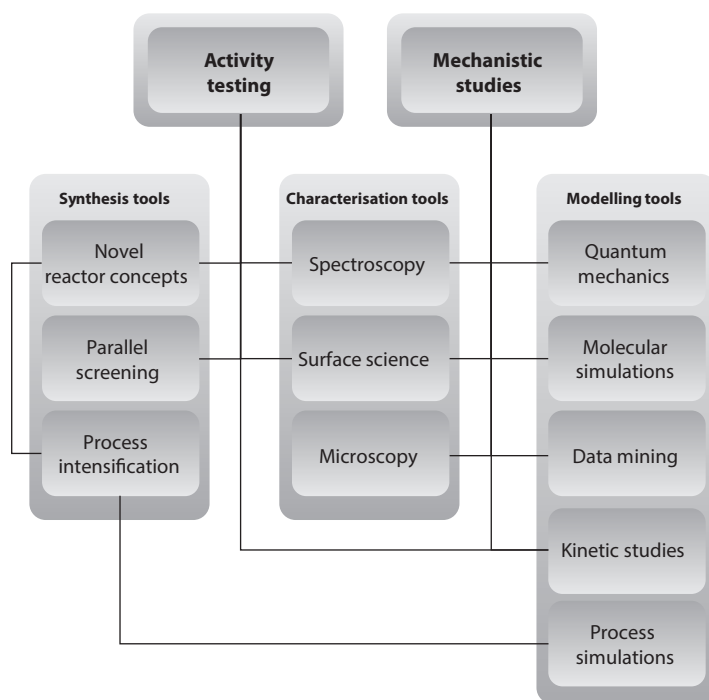 Activity
testing
Mechanistic
studies
Synthesis tools
Novel
reactor concepts
Parallel
screening
Process
intensification
Characterisation tools
Spectroscopy
Surface science
Microscopy
Modelling tools
Quantum
mechanics
Molecular
simulations
Data mining
Kinetic studies
Process
simulations